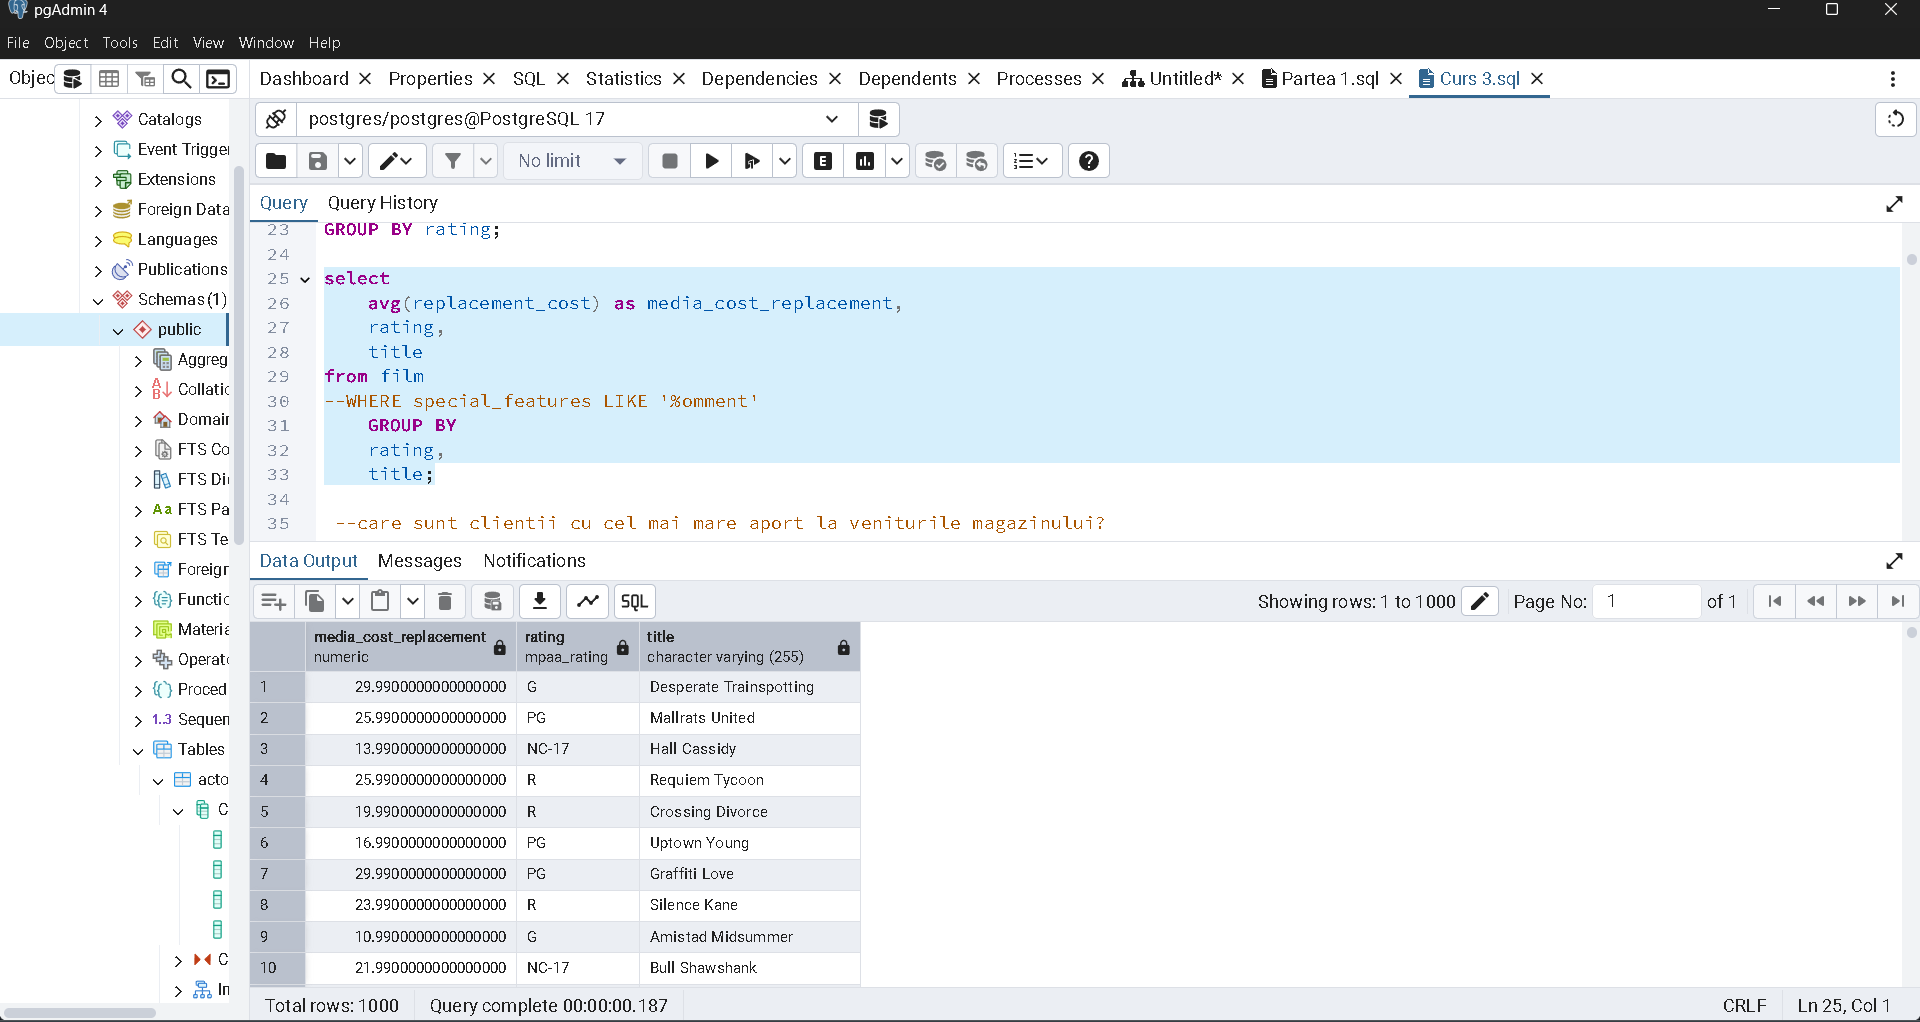 pgAdmin 4
File Object Tools Edit View Window Help
Objec
Dashboard Properties SQL Statistics Dependencies Dependents Processes Untitled* Partea 1.sql Curs 3.sql
postgres/postgres@PostgreSQL 17
No limit
E
Query Query History
Catalogs
Event Trigger
Extensions
Foreign Data
Languages
Publications
Schemas (1)
public
Aggreg
Collatio
Domain
FTS Co
FTS Di
Aa FTS Pa
FTS Te
Foreign
Functio
Materia
Operato
Proced
1..3 Sequen
Tables
acto
C
C
In
23 GROUP BY rating;
24
25 select
26 avg(replacement_cost) as media_cost_replacement,
27 rating,
28 title
29 from film
30 --WHERE special_features LIKE '%omment'
31 GROUP BY
32 rating,
33 title;
34
35 --care sunt clientii cu cel mai mare aport la veniturile magazinului?
Data Output Messages Notifications
SQL
Showing rows: 1 to 1000 Page No: 1 of 1
media_cost_replacement numeric
rating mpaa_rating
title character varying (255)
1 29.9900000000000000 G Desperate Trainspotting
2 25.9900000000000000 PG Mallrats United
3 13.9900000000000000 NC-17 Hall Cassidy
4 25.9900000000000000 R Requiem Tycoon
5 19.9900000000000000 R Crossing Divorce
6 16.9900000000000000 PG Uptown Young
7 29.9900000000000000 PG Graffiti Love
8 23.9900000000000000 R Silence Kane
9 10.9900000000000000 G Amistad Midsummer
10 21.9900000000000000 NC-17 Bull Shawshank
Total rows: 1000 Query complete 00:00:00.187
CRLF Ln 25, Col 1